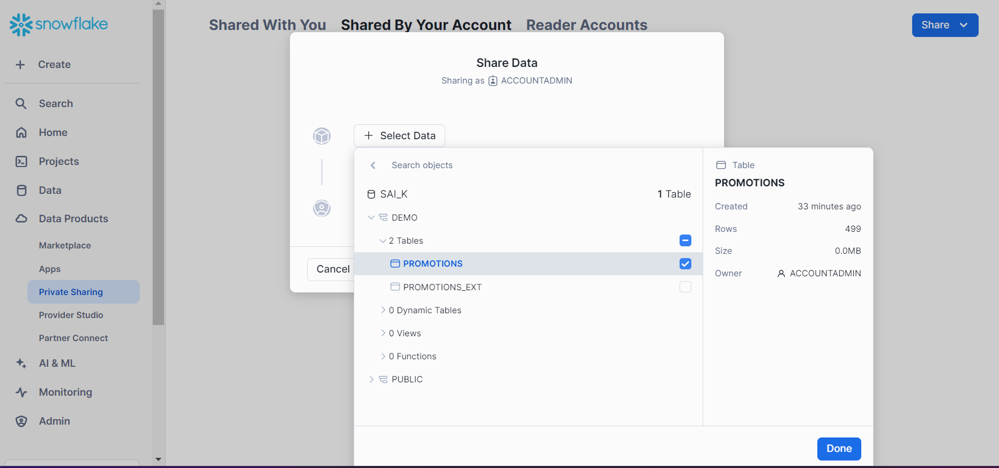 snowflake
Create
Search
Home
Projects
Data
Data Products
Marketplace
Apps
Private Sharing
Provider Studio
Partner Connect
AI & ML
Monitoring
Admin
Shared With You Shared By Your Account Reader Accounts
Share
Share Data
Sharing as ACCOUNTADMIN
Select Data
Cancel
Search objects
SAI_K 1 Table
DEMO
2 Tables
PROMOTIONS
PROMOTIONS_EXT
0 Dynamic Tables
0 Views
0 Functions
PUBLIC
Table
PROMOTIONS
Created 33 minutes ago
Rows 499
Size 0.0MB
Owner ACCOUNTADMIN
Done